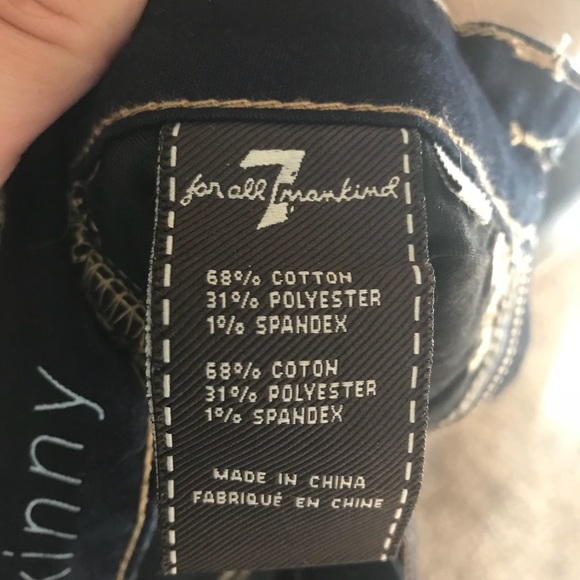 for all 7 mankind
68% COTTON
31% POLYESTER
1% SPANDEX
68% COTON
31% POLYESTER
1% SPANDEX
MADE IN CHINA
FABRIQUÉ EN CHINE
kinny